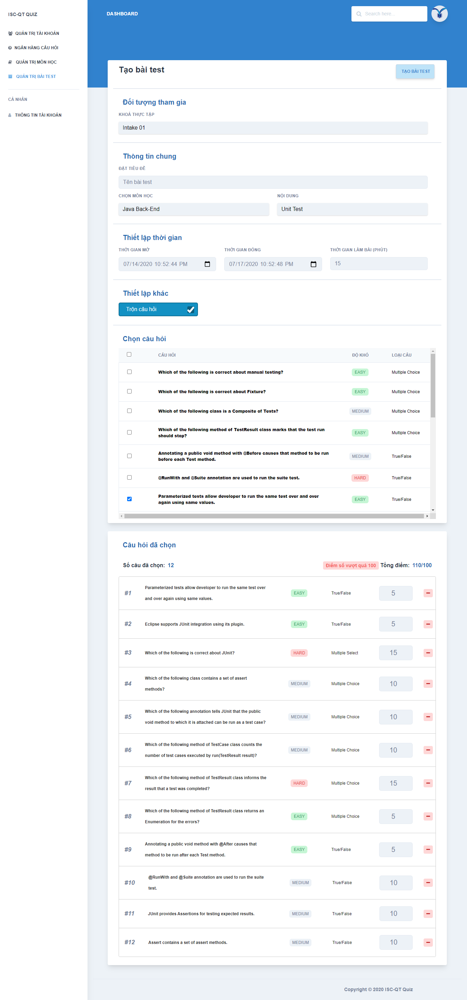 ISC-QT QUIZ
QUẢN TRỊ TÀI KHOẢN
NGÂN HÀNG CÂU HỎI
QUẢN TRỊ MÔN HỌC
QUẢN TRỊ BÀI TEST
CÁ NHÂN
THÔNG TIN TÀI KHOẢN
DASHBOARD
Search here...
Tạo bài test
TẠO BÀI TEST
Đối tượng tham gia
KHOÁ THỰC TẬP
Intake 01
Thông tin chung
ĐẶT TIÊU ĐỀ
Tên bài test
CHỌN MÔN HỌC NỘI DUNG
Java Back-End Unit Test
Thiết lập thời gian
THỜI GIAN MỞ THỜI GIAN ĐÓNG THỜI GIAN LÀM BÀI (PHÚT)
07/14/2020 10:52:44 PM 07/17/2020 10:52:48 PM 15
Thiết lập khác
Trộn câu hỏi
Chọn câu hỏi
CÂU HỎI ĐỘ KHÓ LOẠI CÂU
Which of the following is correct about manual testing? EASY Multiple Choice
Which of the following is correct about Fixture? EASY Multiple Choice
Which of the following class is a Composite of Tests? MEDIUM Multiple Choice
Which of the following method of TestResult class marks that the test run
should stop?
EASY Multiple Choice
Annotating a public void method with @Before causes that method to be run
before each Test method.
MEDIUM True/False
@RunWith and @Suite annotation are used to run the suite test. HARD True/False
Parameterized tests allow developer to run the same test over and over
again using same values.
EASY True/False
Câu hỏi đã chọn
Số câu đã chọn: 12 Điểm số vượt quá 100 Tổng điểm: 110/100
#1 Parameterized tests allow developer to run the same test over
and over again using same values.
EASY True/False 5
#2 Eclipse supports JUnit integration using its plugin. EASY True/False 5
#3 Which of the following is correct about JUnit? HARD Multiple Select 15
#4 Which of the following class contains a set of assert
methods?
MEDIUM Multiple Choice 10
#5 Which of the following annotation tells JUnit that the public
void method to which it is attached can be run as a test case?
MEDIUM Multiple Choice 10
#6 Which of the following method of TestCase class counts the
number of test cases executed by run(TestResult result)?
MEDIUM Multiple Choice 10
#7 Which of the following method of TestResult class informs the
result that a test was completed?
HARD Multiple Choice 15
#8 Which of the following method of TestResult class returns an
Enumeration for the errors?
EASY Multiple Choice 5
#9 Annotating a public void method with @After causes that
method to be run after each Test method.
EASY True/False 5
#10 @RunWith and @Suite annotation are used to run the suite
test.
MEDIUM True/False 10
#11 JUnit provides Assertions for testing expected results. MEDIUM True/False 10
#12 Assert contains a set of assert methods. MEDIUM True/False 10
Copyright © 2020 ISC-QT Quiz